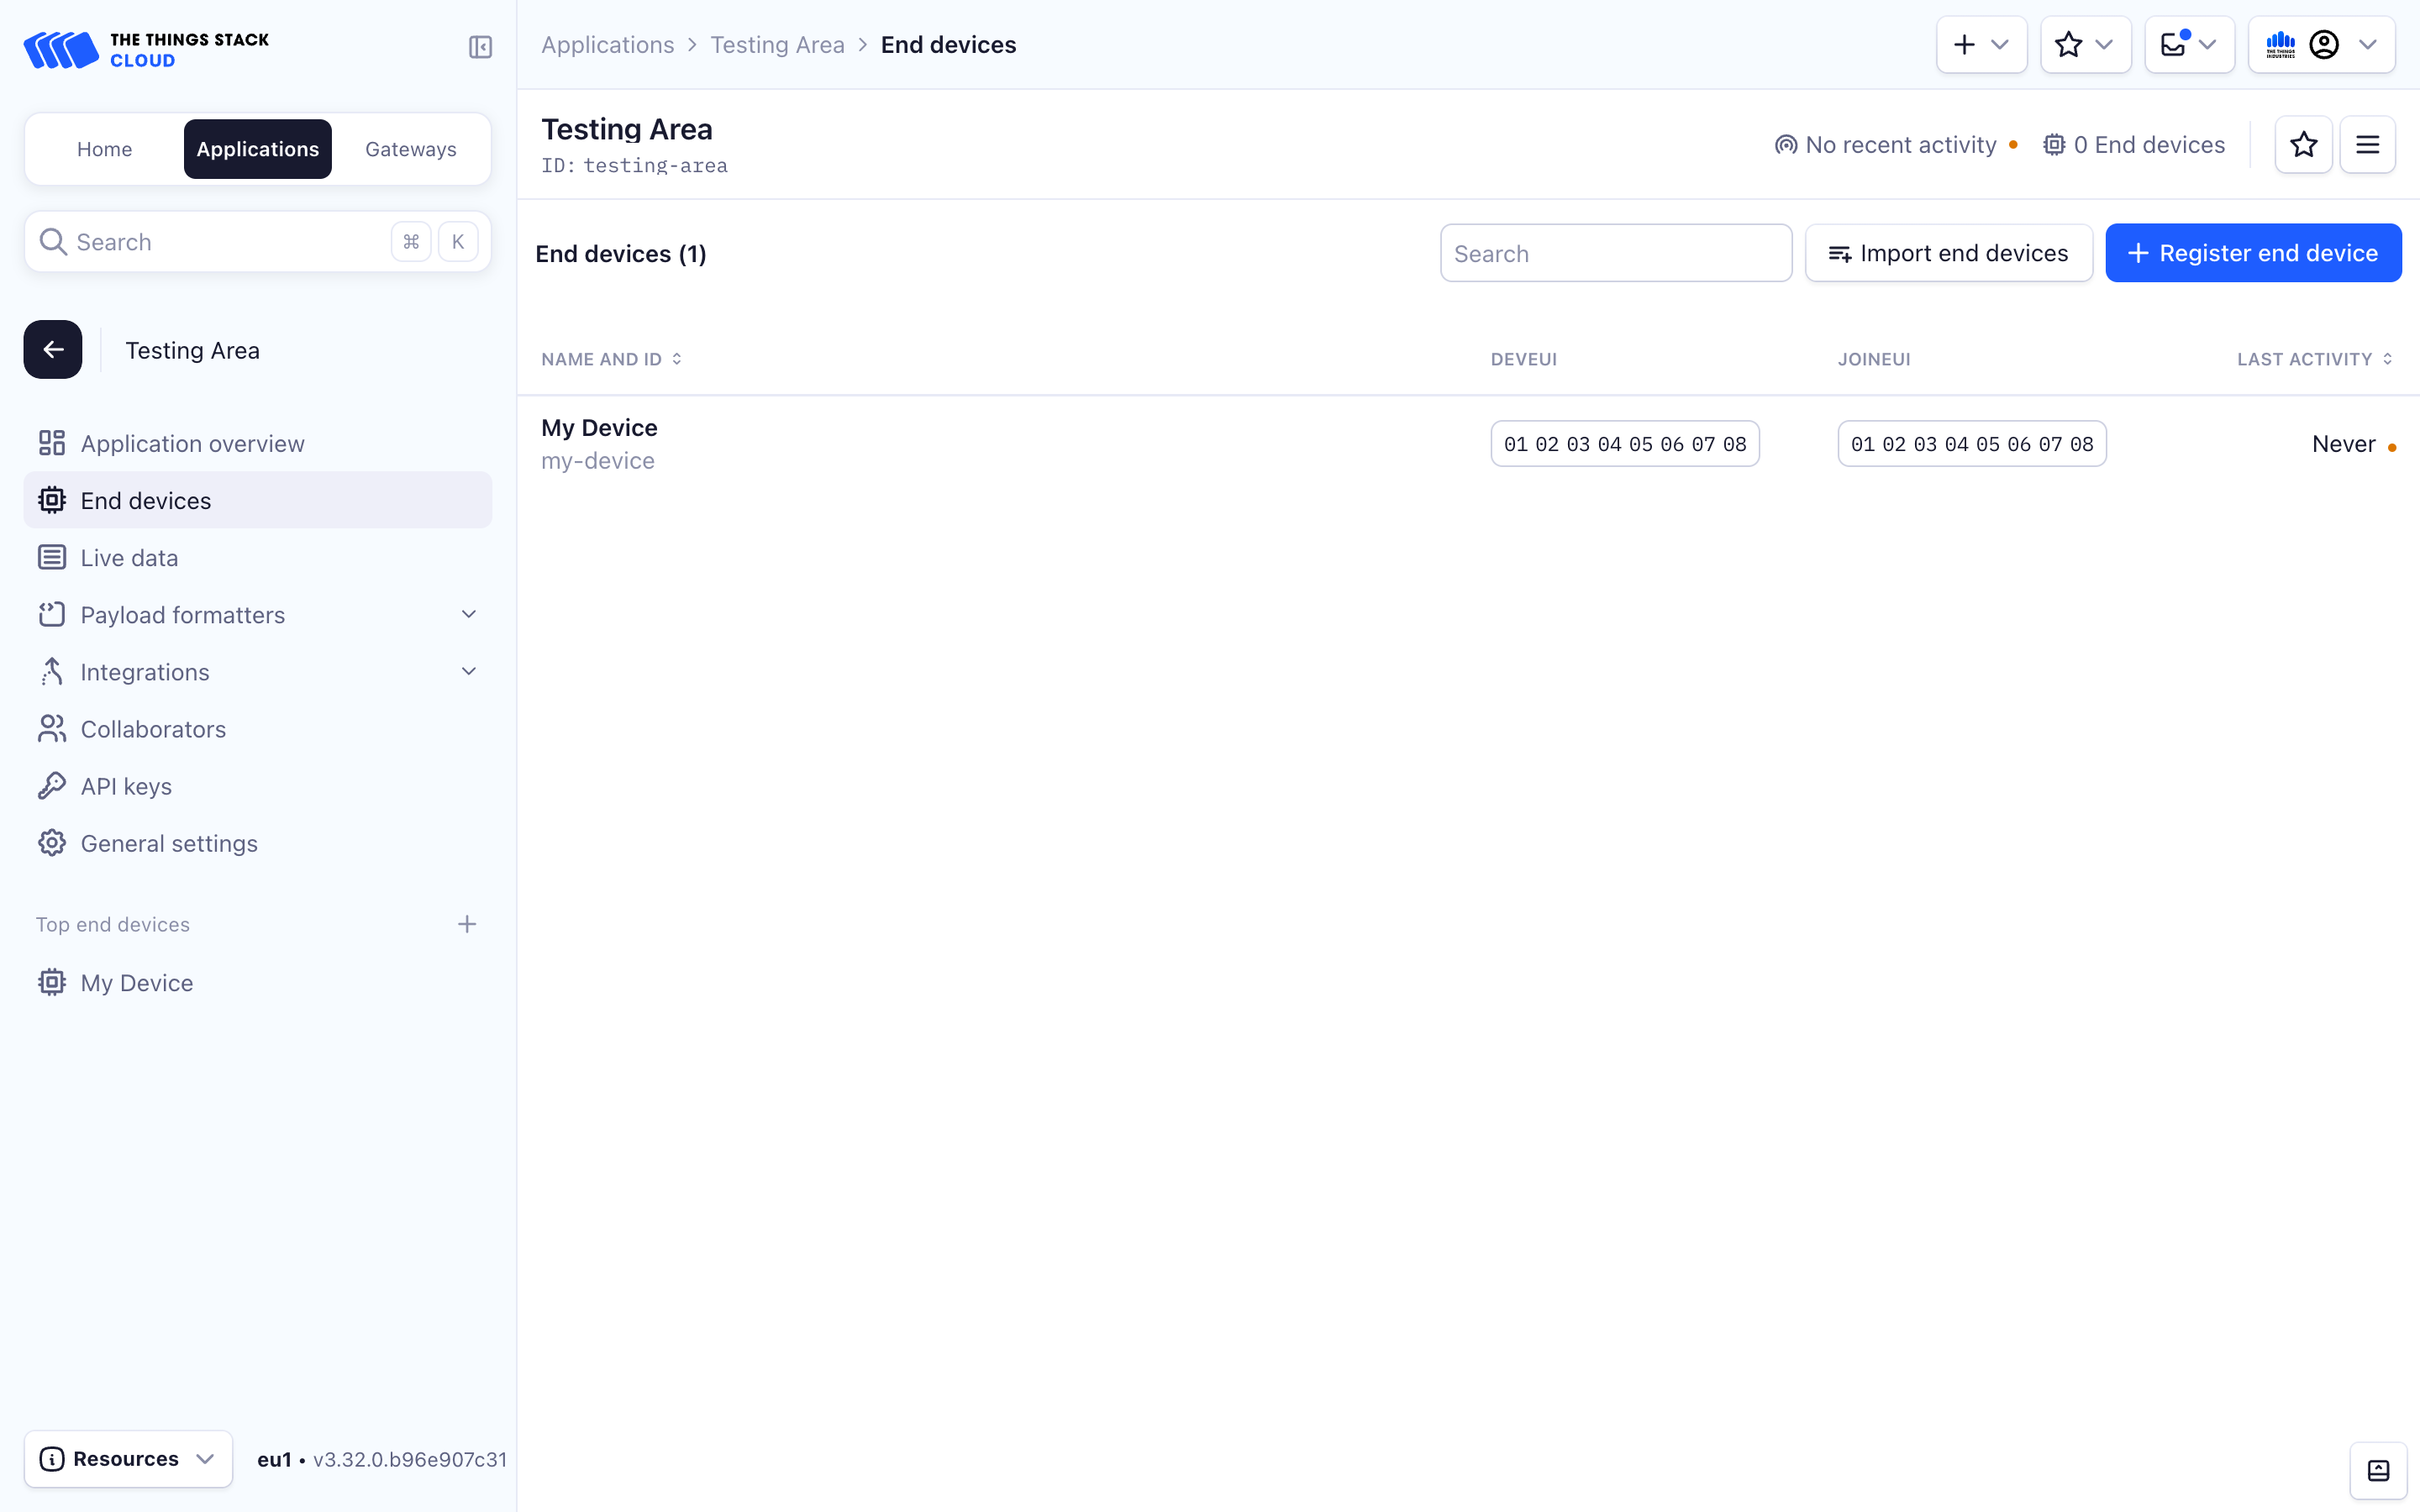 THE THINGS STACK
CLOUD
Home
Applications
Gateways
Search
⌘ K
Testing Area
Application overview
End devices
Live data
Payload formatters
Integrations
Collaborators
API keys
General settings
Top end devices
My Device
Resources
eu1 • v3.32.0.b96e907c31
Applications > Testing Area > End devices
THE THINGS
INDUSTRIES
Testing Area
ID: testing-area
No recent activity
0 End devices
End devices (1)
Search
Import end devices
Register end device
NAME AND ID
DEVEUI
JOINEUI
LAST ACTIVITY
My Device
my-device
01 02 03 04 05 06 07 08
01 02 03 04 05 06 07 08
Never